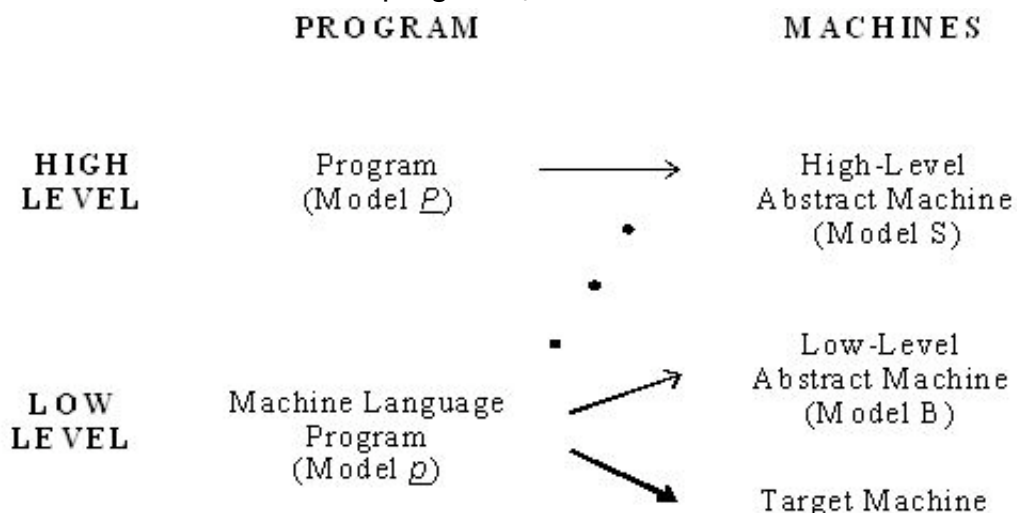 PROGRAM MACHINES
HIGH Program High-Level
LEVEL (Model P) Abstract Machine
(Model S)
Low-Level
LOW Machine Language Abstract Machine
LEVEL Program (Model B)
(Model p)
Target Machine